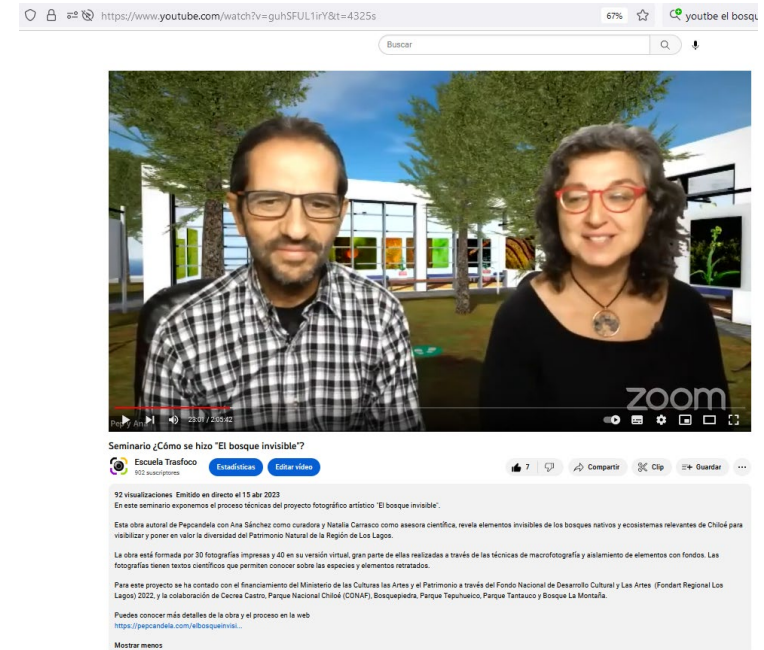 https://www.youtube.com/watch?v=guhSFUL1irY&t=4325s
67%
youtbe el bosqu
Buscar
zoom
Pep y An
23:01 / 2:05:42
Seminario ¿Cómo se hizo "El bosque invisible"?
Escuela Trasfoco
902 suscriptores
Estadísticas
Editar vídeo
7
Compartir
Clip
Guardar
92 visualizaciones Emitido en directo el 15 abr 2023
En este seminario exponemos el proceso técnicas del proyecto fotográfico artístico "El bosque invisible".
Esta obra autoral de Pepcandela con Ana Sánchez como curadora y Natalia Carrasco como asesora científica, revela elementos invisibles de los bosques nativos y ecosistemas relevantes de Chiloé para
visibilizar y poner en valor la diversidad del Patrimonio Natural de la Región de Los Lagos.
La obra está formada por 30 fotografías impresas y 40 en su versión virtual, gran parte de ellas realizadas a través de las técnicas de macrofotografía y aislamiento de elementos con fondos. Las
fotografías tienen textos científicos que permiten conocer sobre las especies y elementos retratados.
Para este proyecto se ha contado con el financiamiento del Ministerio de las Culturas las Artes y el Patrimonio a través del Fondo Nacional de Desarrollo Cultural y Las Artes (Fondart Regional Los
Lagos) 2022, y la colaboración de Cecrea Castro, Parque Nacional Chiloé (CONAF), Bosquepiedra, Parque Tepuhueico, Parque Tantauco y Bosque La Montaña.
Puedes conocer más detalles de la obra y el proceso en la web
https://pepcandela.com/elbosqueinvisi...
Mostrar menos